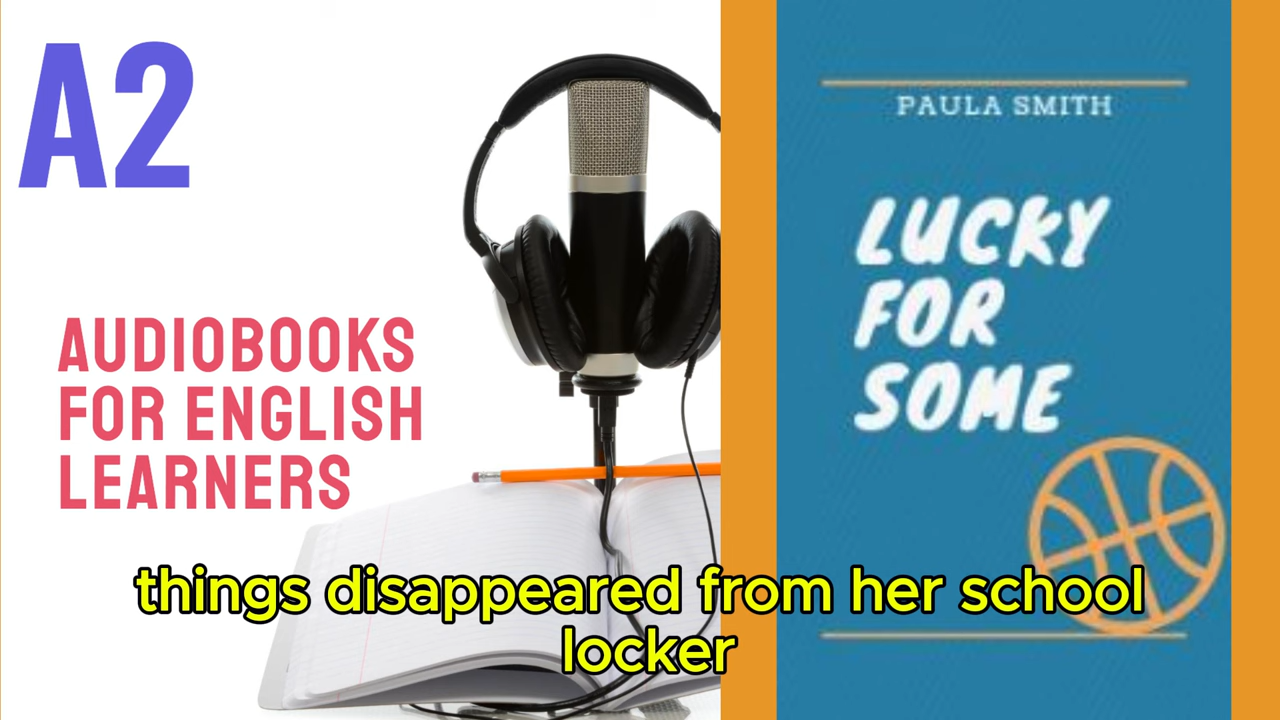 A2
AUDIOBOOKS
FOR ENGLISH
LEARNERS
PAULA SMITH
LUCKY
FOR
SOME
things disappeared from her school
locker